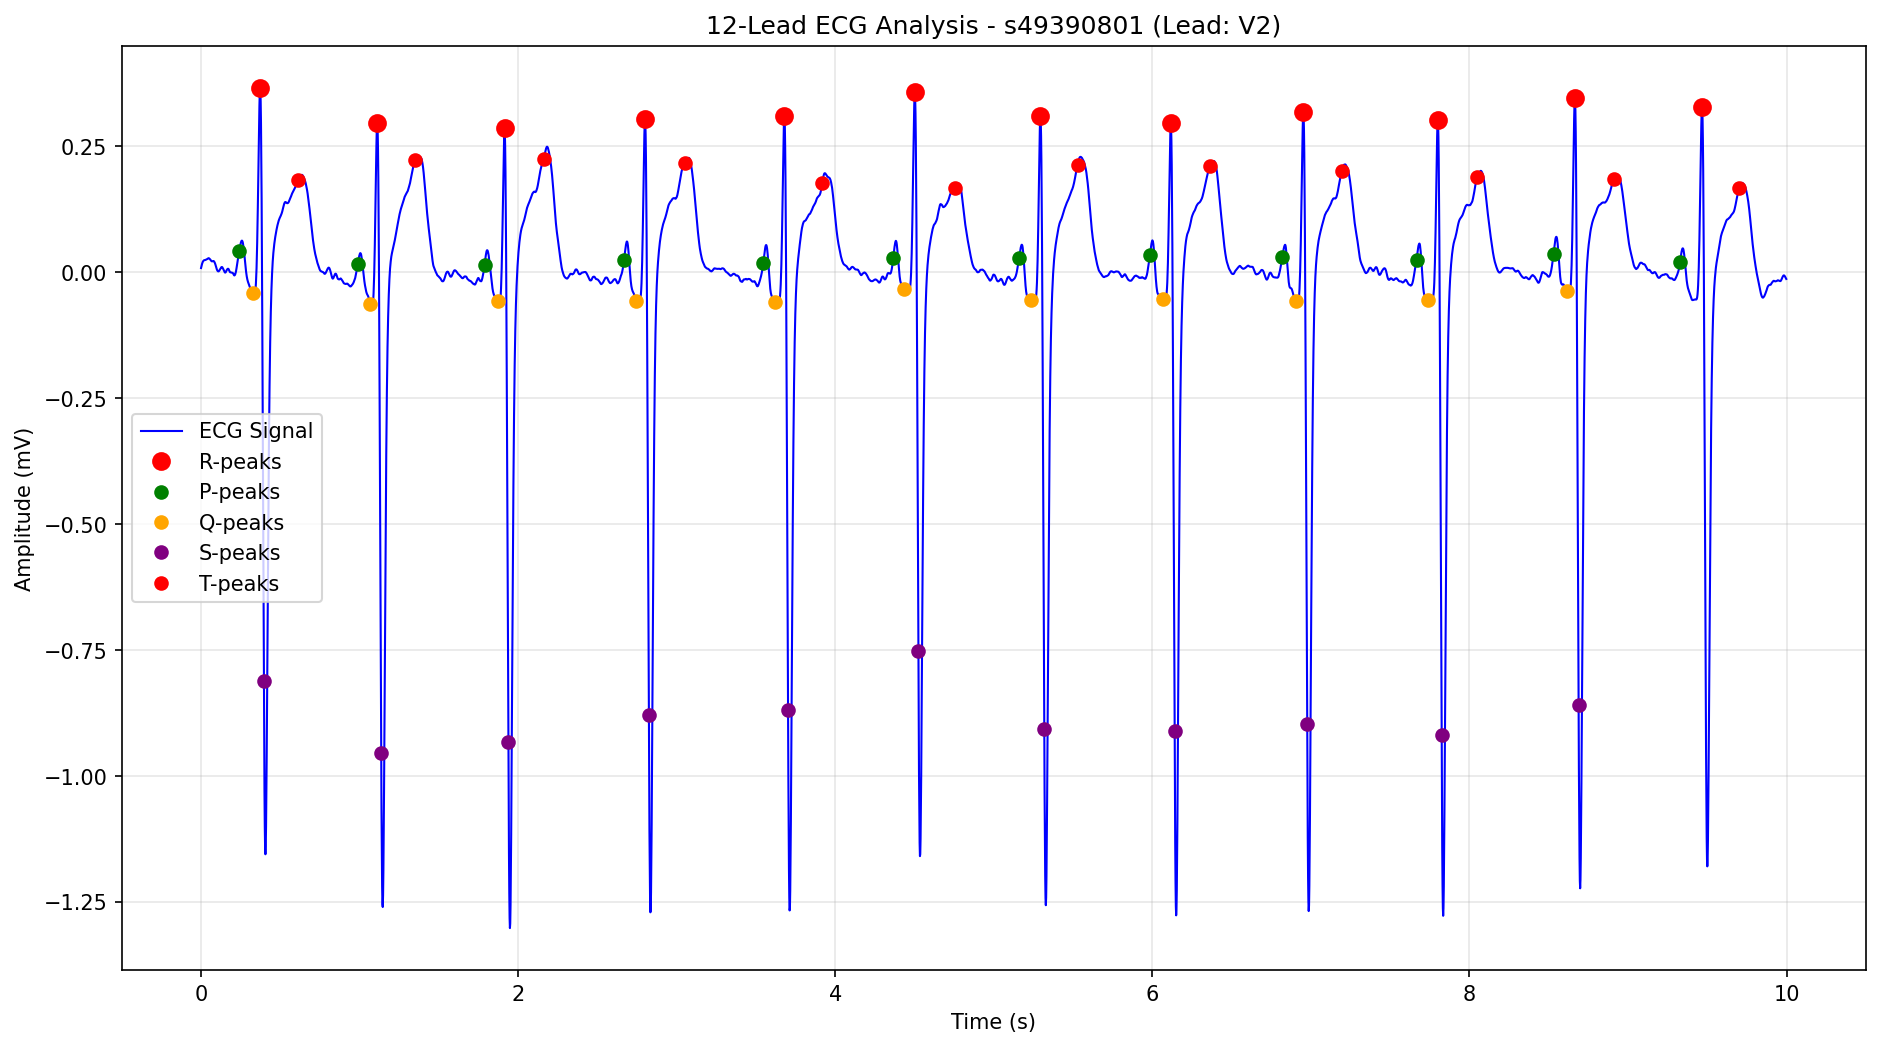 12-Lead ECG Analysis - s49390801 (Lead: V2)
Amplitude (mV)
0.25
0.00
−0.25
−0.50
−0.75
−1.00
−1.25
ECG Signal
R-peaks
P-peaks
Q-peaks
S-peaks
T-peaks
0 2 4 6 8 10
Time (s)